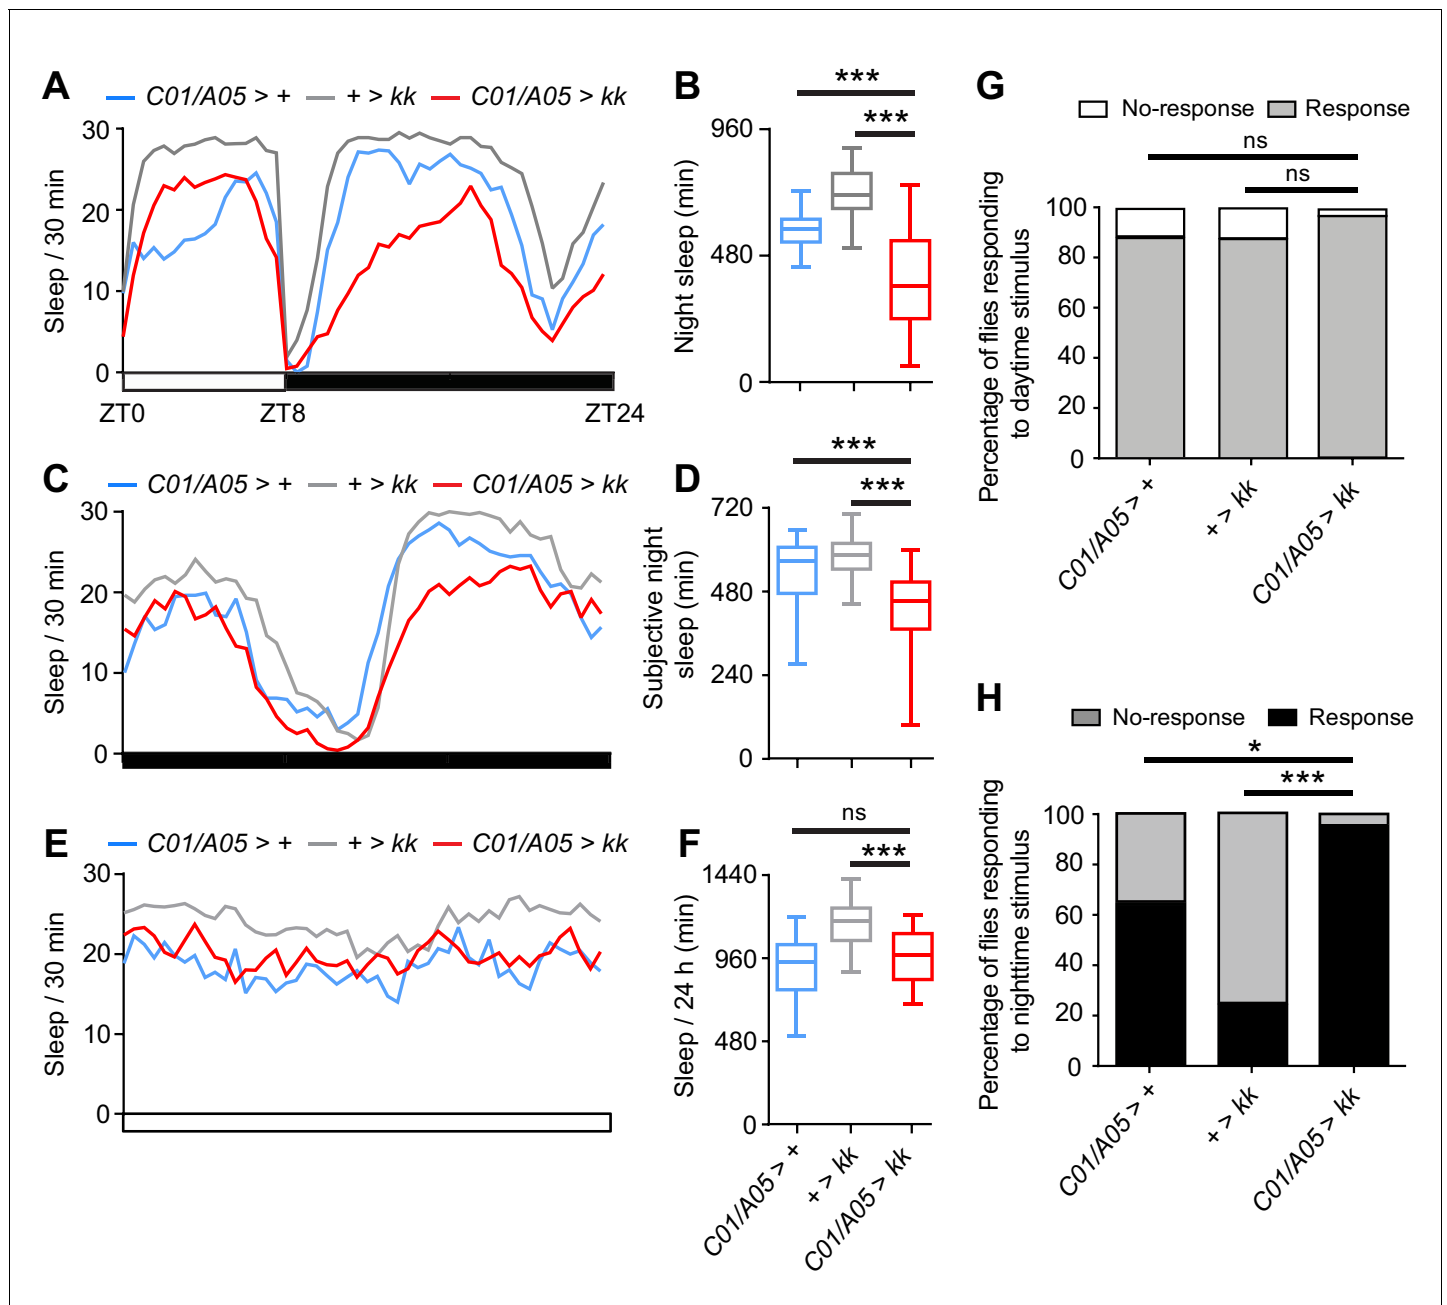 A
C01/A05 > +
+ > kk
C01/A05 > kk
Sleep / 30 min
30
20
10
0
ZT0
ZT8
ZT24
B
***
***
Night sleep (min)
960
480
0
C
C01/A05 > +
+ > kk
C01/A05 > kk
Sleep / 30 min
30
20
10
0
D
***
***
Subjective night
sleep (min)
720
480
240
0
E
C01/A05 > +
+ > kk
C01/A05 > kk
Sleep / 30 min
30
20
10
0
F
ns
***
Sleep / 24 h (min)
1440
960
480
0
C01/A05 > +
+ > kk
C01/A05 > kk
G
No-response
Response
ns
ns
Percentage of flies responding
to daytime stimulus
100
80
60
40
20
0
C01/A05 > +
+ > kk
C01/A05 > kk
H
No-response
Response
*
***
Percentage of flies responding
to nighttime stimulus
100
80
60
40
20
0
C01/A05 > +
+ > kk
C01/A05 > kk